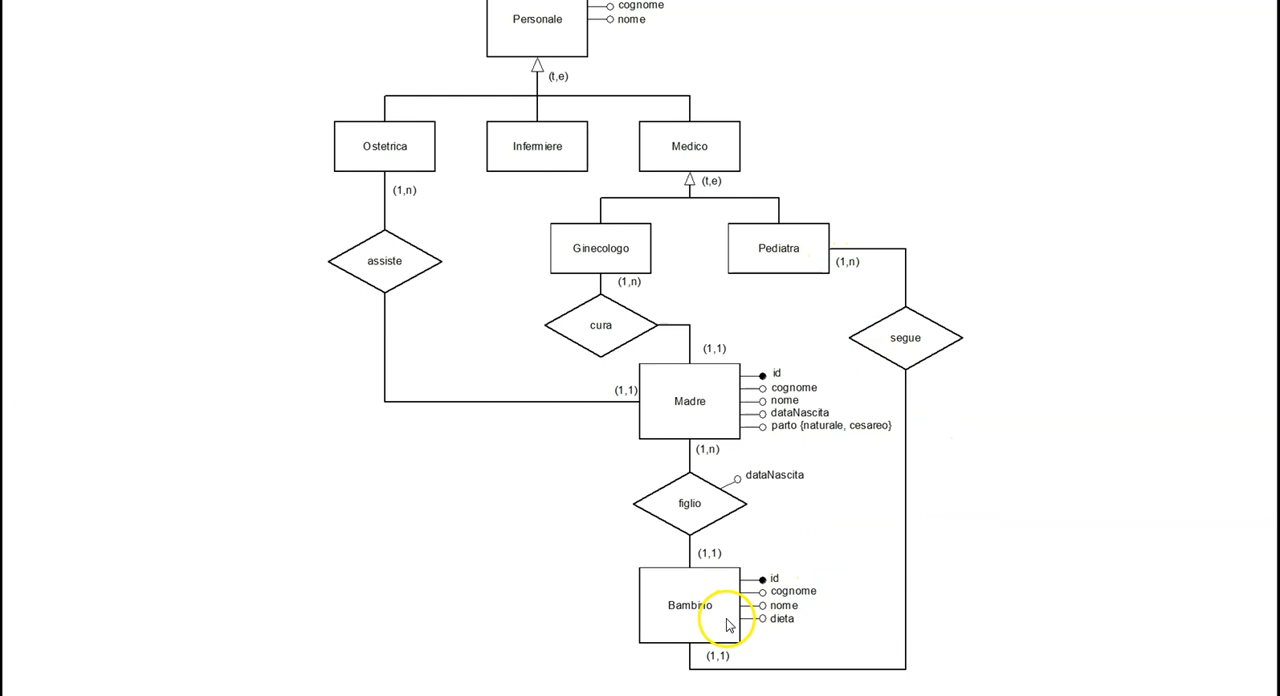 cognome
Personale
nome
(t,e)
Ostetrica
Infermiere
Medico
(t,e)
(1,n)
Ginecologo
Pediatra
(1,n)
assiste
(1,n)
cura
segue
(1,1)
id
(1,1)
cognome
Madre
nome
dataNascita
parto {naturale, cesareo}
(1,n)
dataNascita
figlio
(1,1)
id
cognome
Bambino
nome
dieta
(1,1)